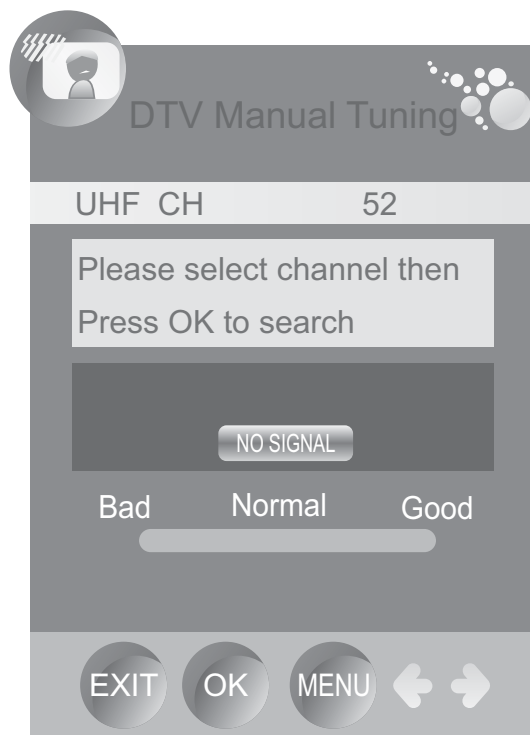 DTV Manual Tuning
UHF CH 52
Please select channel then
Press OK to search
NO SIGNAL
Bad Normal Good
EXIT OK MENU